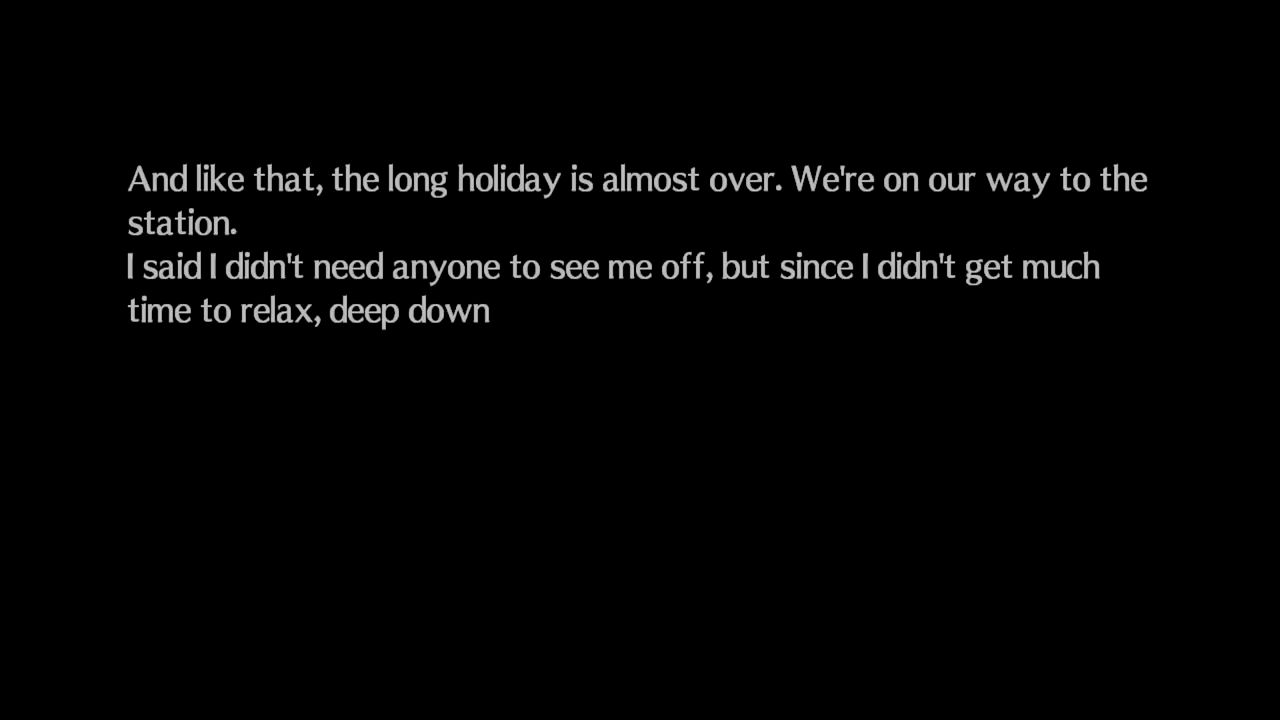 And like that, the long holiday is almost over. We're on our way to the
station.
I said I didn't need anyone to see me off, but since I didn't get much
time to relax, deep down